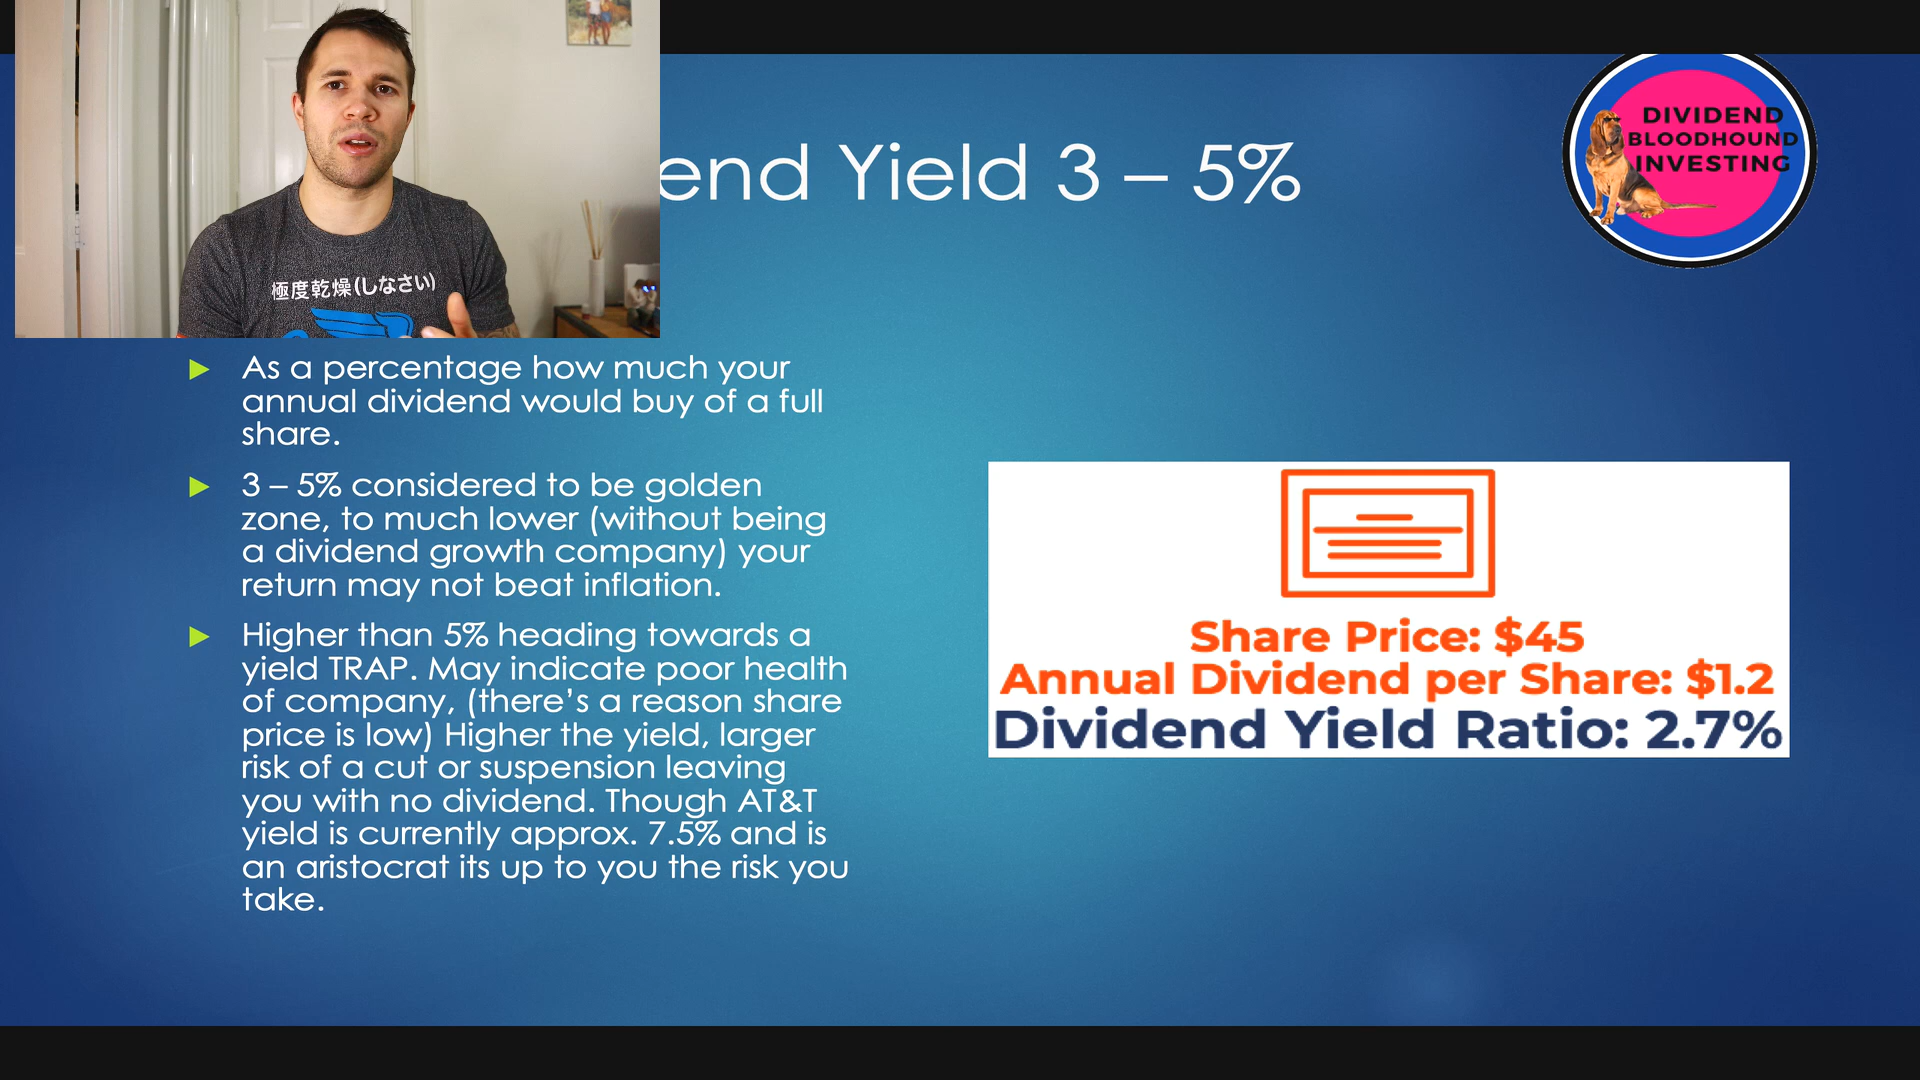 end Yield 3 – 5%
DIVIDEND
BLOODHOUND
INVESTING
極度乾燥(しなさい)
As a percentage how much your
annual dividend would buy of a full
share.
3 – 5% considered to be golden
zone, to much lower (without being
a dividend growth company) your
return may not beat inflation.
Higher than 5% heading towards a
yield TRAP. May indicate poor health
of company, (there’s a reason share
price is low) Higher the yield, larger
risk of a cut or suspension leaving
you with no dividend. Though AT&T
yield is currently approx. 7.5% and is
an aristocrat its up to you the risk you
take.
Share Price: $45
Annual Dividend per Share: $1.2
Dividend Yield Ratio: 2.7%